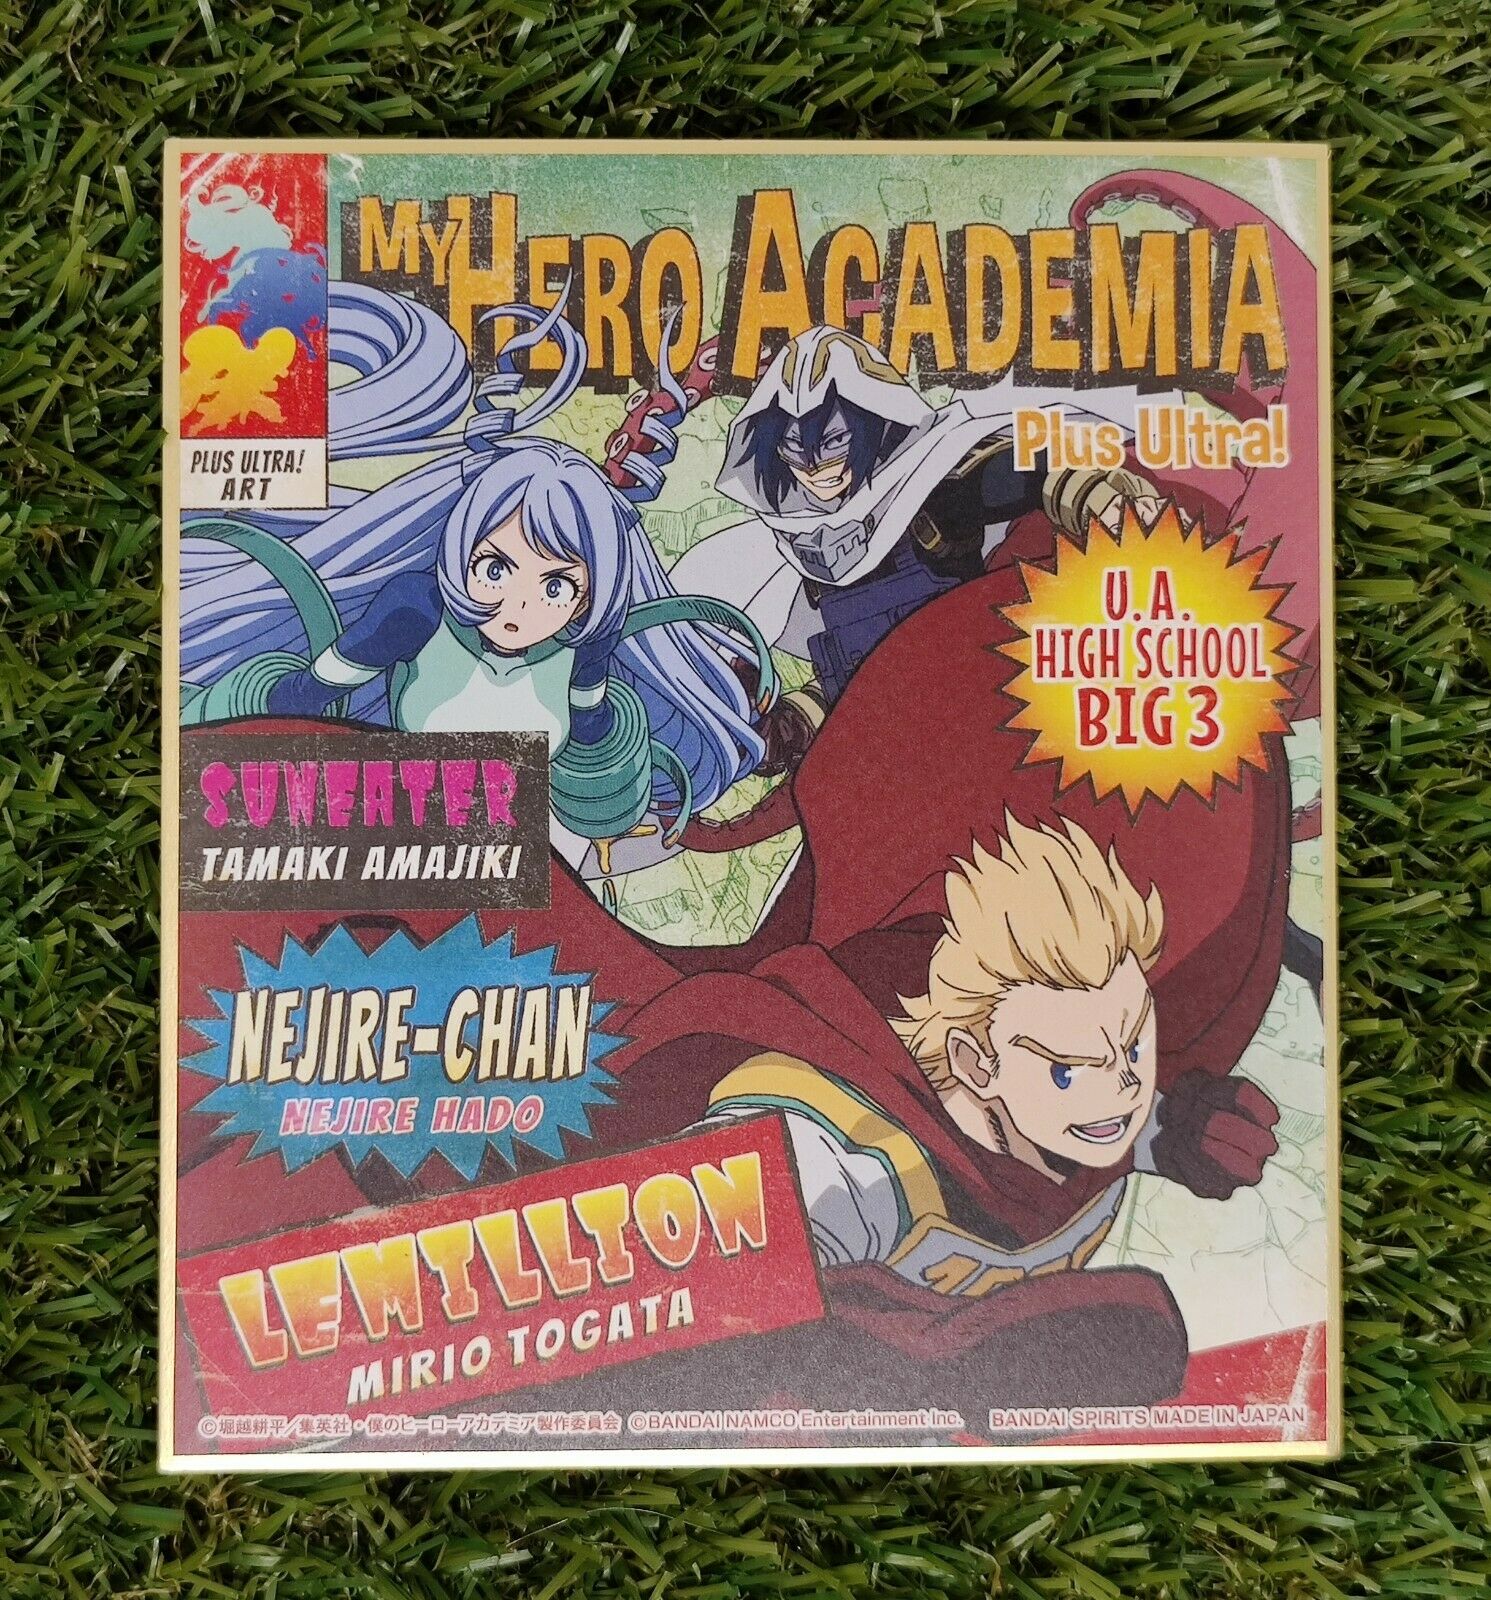 MY HERO ACADEMIA
Plus Ultra!
PLUS ULTRA!
ART
U.A.
HIGH SCHOOL
BIG 3
SUNEATER
TAMAKI AMAJIKI
NEJIRE-CHAN
NEJIRE HADO
LEMILLION
MIRIO TOGATA
©堀越耕平／集英社・僕のヒーローアカデミア製作委員会 ©BANDAI NAMCO Entertainment Inc. BANDAI SPIRITS MADE IN JAPAN